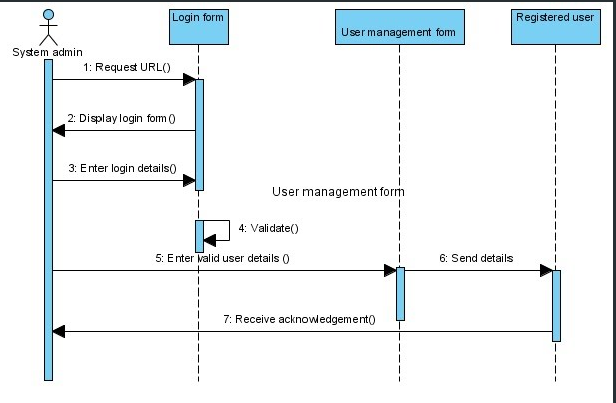 Login form
User management form
Registered user
System admin
1: Request URL()
2: Display login form()
3: Enter login details()
User management form
4: Validate()
5: Enter valid user details ()
6: Send details
7: Receive acknowledgement()